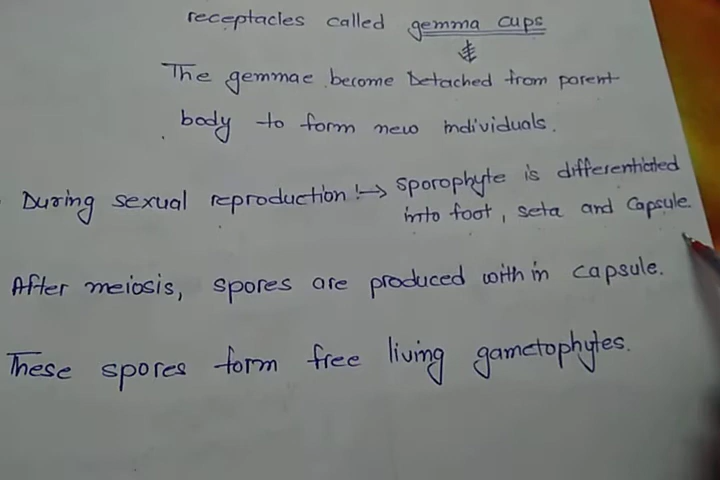 receptacles called gemma cups
The gemmae become Detached from parent
body to form new individuals.
During sexual reproduction :→ sporophyte is differentiated
into foot, seta and Capsule.
After meiosis, spores are produced with in capsule.
These spores form free living gametophytes.